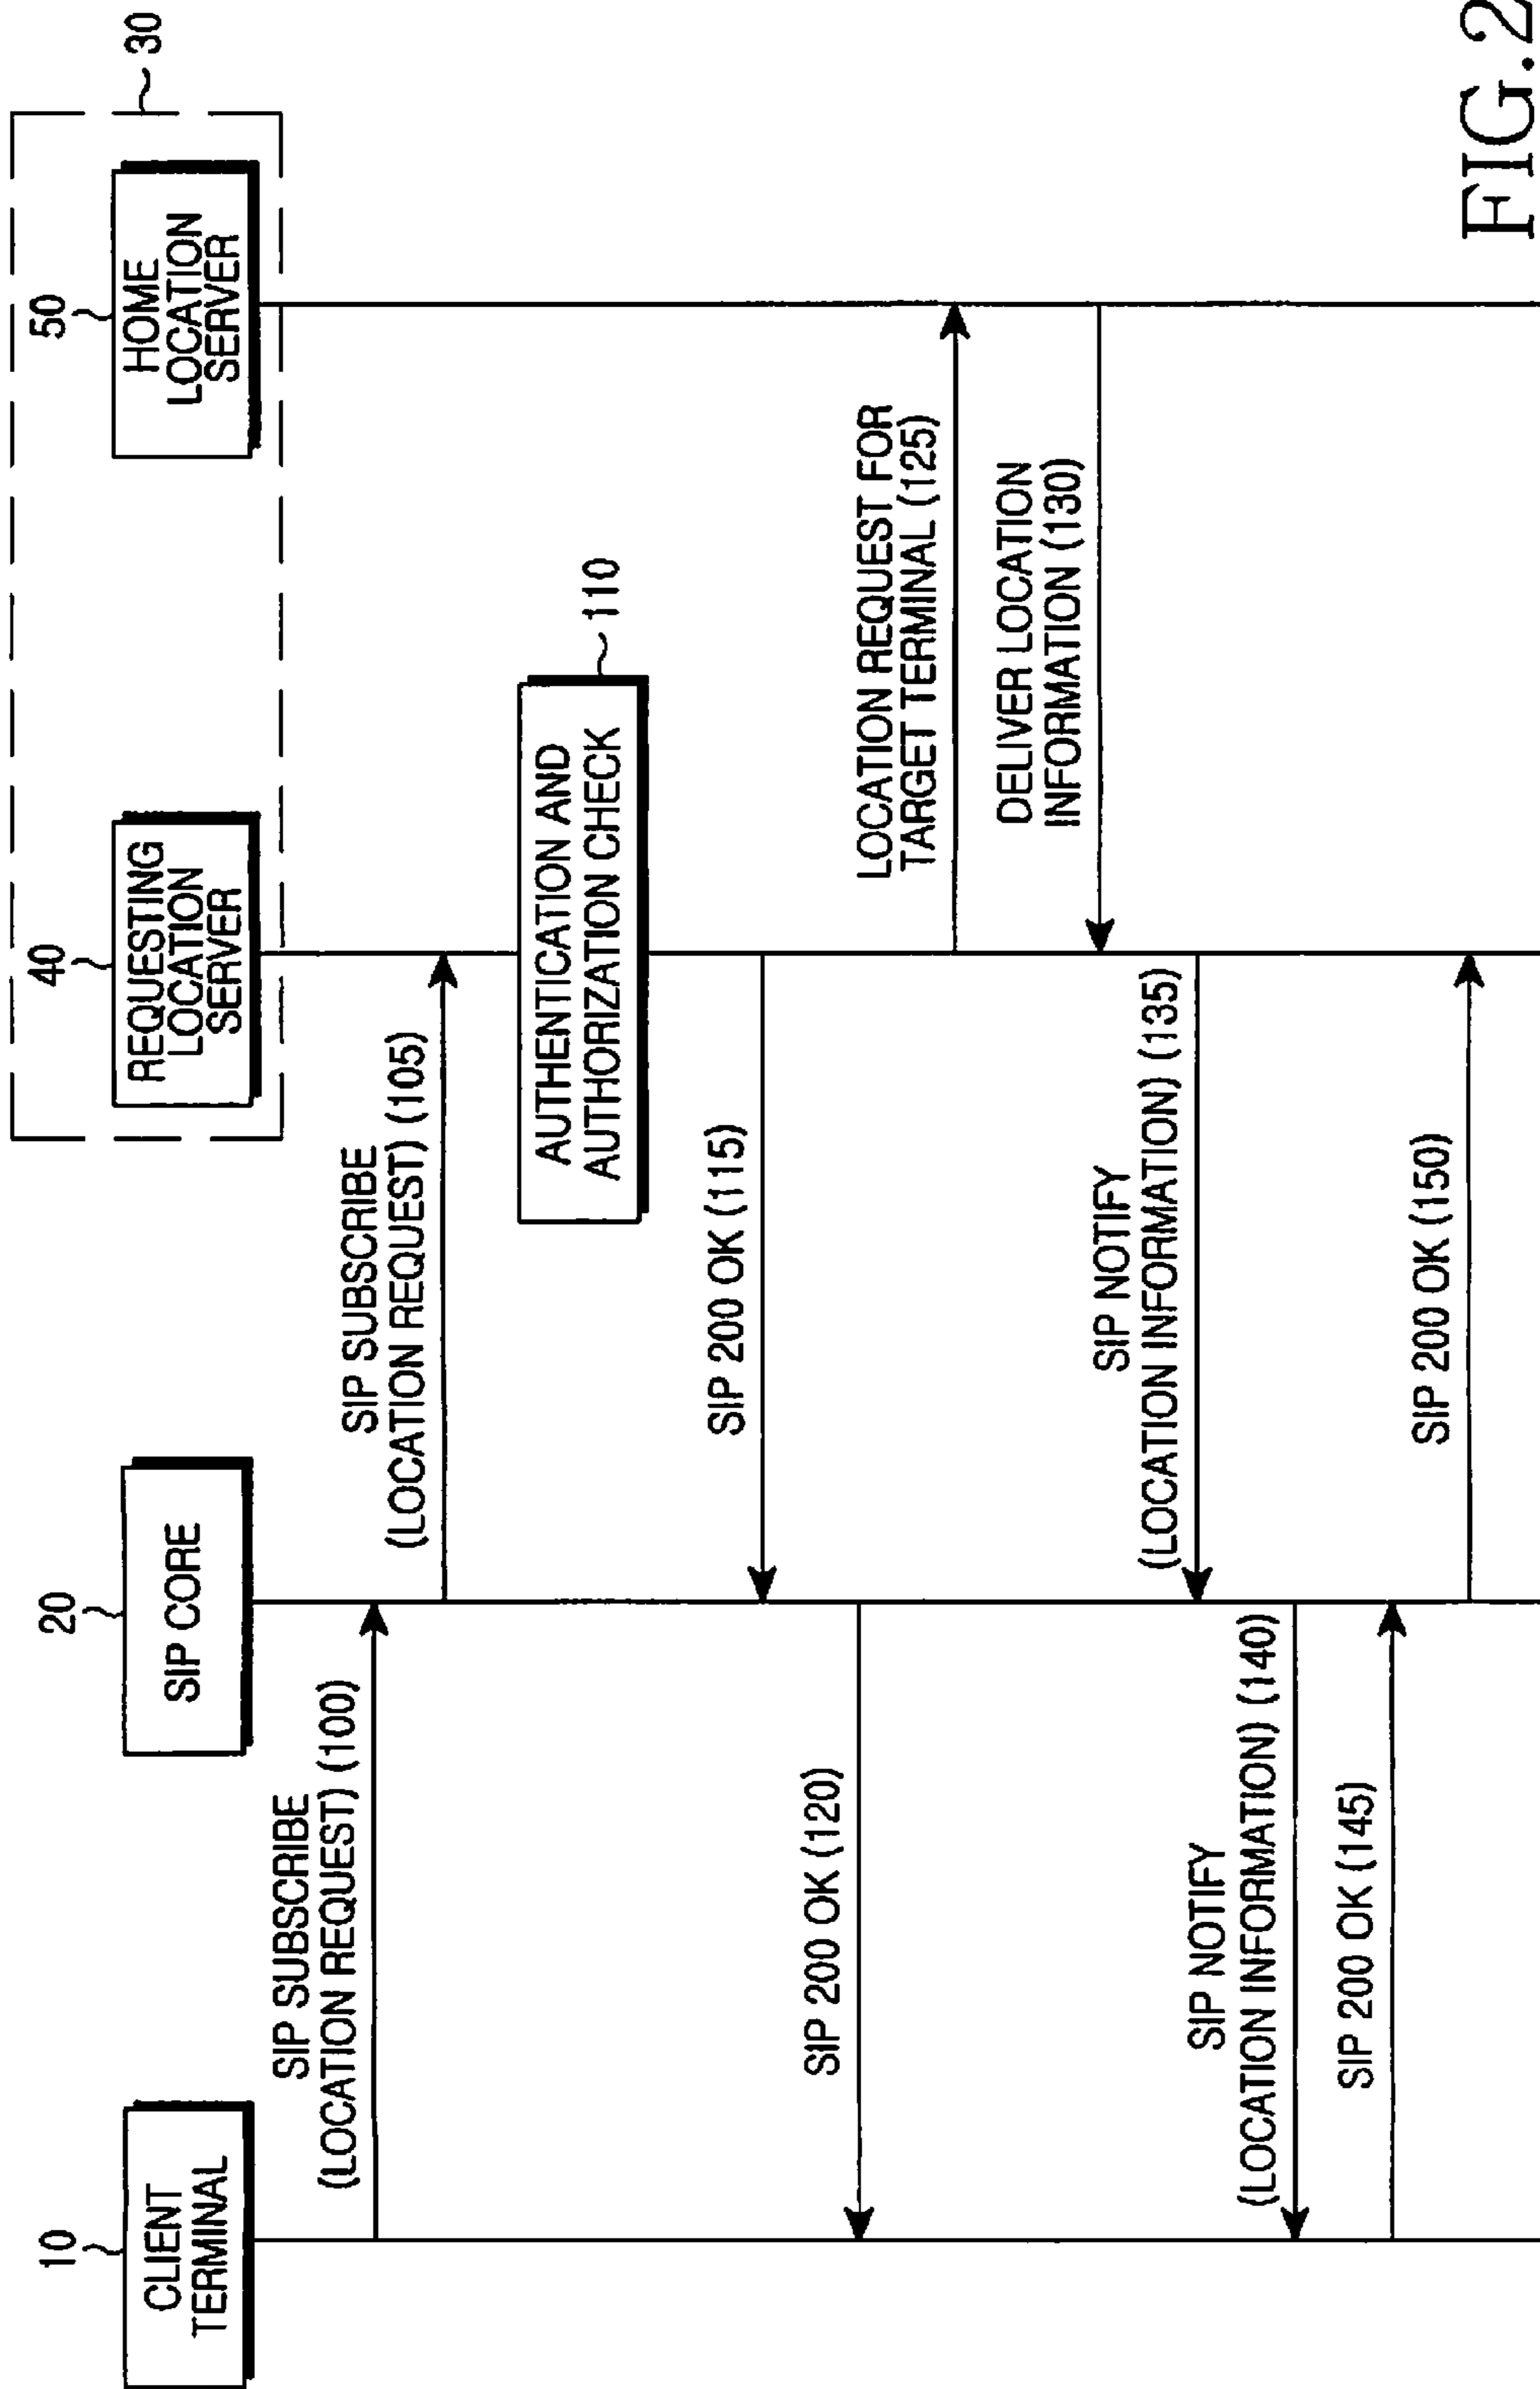 30
10
CLIENT
TERMINAL
20
SIP CORE
40
REQUESTING
LOCATION
SERVER
50
HOME
LOCATION
SERVER
SIP SUBSCRIBE
(LOCATION REQUEST) (100)
SIP SUBSCRIBE
(LOCATION REQUEST) (105)
AUTHENTICATION AND
AUTHORIZATION CHECK
110
SIP 200 OK (115)
SIP 200 OK (120)
LOCATION REQUEST FOR
TARGET TERMINAL (125)
DELIVER LOCATION
INFORMATION (130)
SIP NOTIFY
(LOCATION INFORMATION) (135)
SIP NOTIFY
(LOCATION INFORMATION) (140)
SIP 200 OK (145)
SIP 200 OK (150)
FIG.2